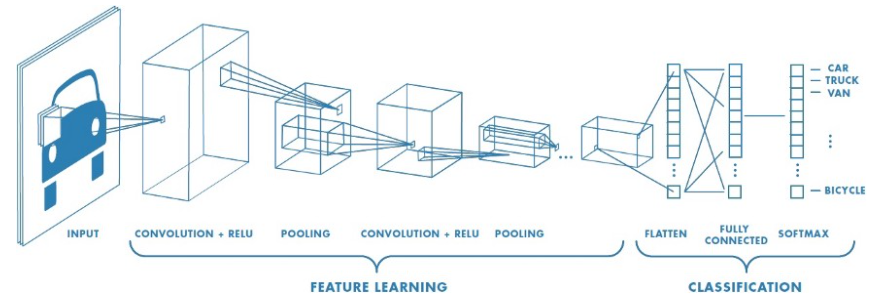 CAR
TRUCK
VAN
BICYCLE
INPUT
CONVOLUTION + RELU
POOLING
CONVOLUTION + RELU
POOLING
FLATTEN
FULLY
CONNECTED
SOFTMAX
FEATURE LEARNING
CLASSIFICATION